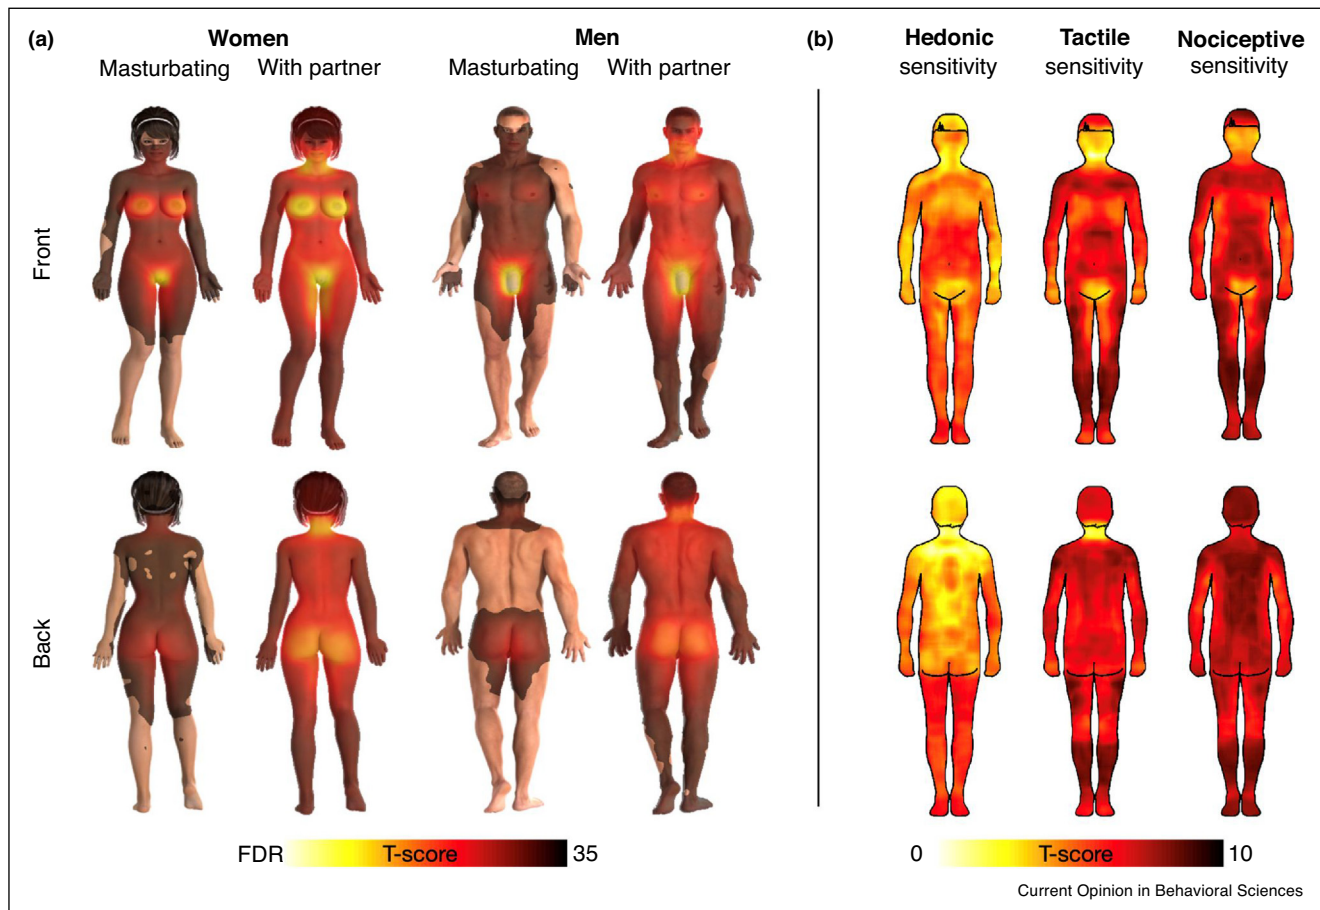 (a) Women Men
Masturbating With partner Masturbating With partner
Front
Back
FDR T-score 35
(b) Hedonic Tactile Nociceptive
sensitivity sensitivity sensitivity
0 T-score 10
Current Opinion in Behavioral Sciences